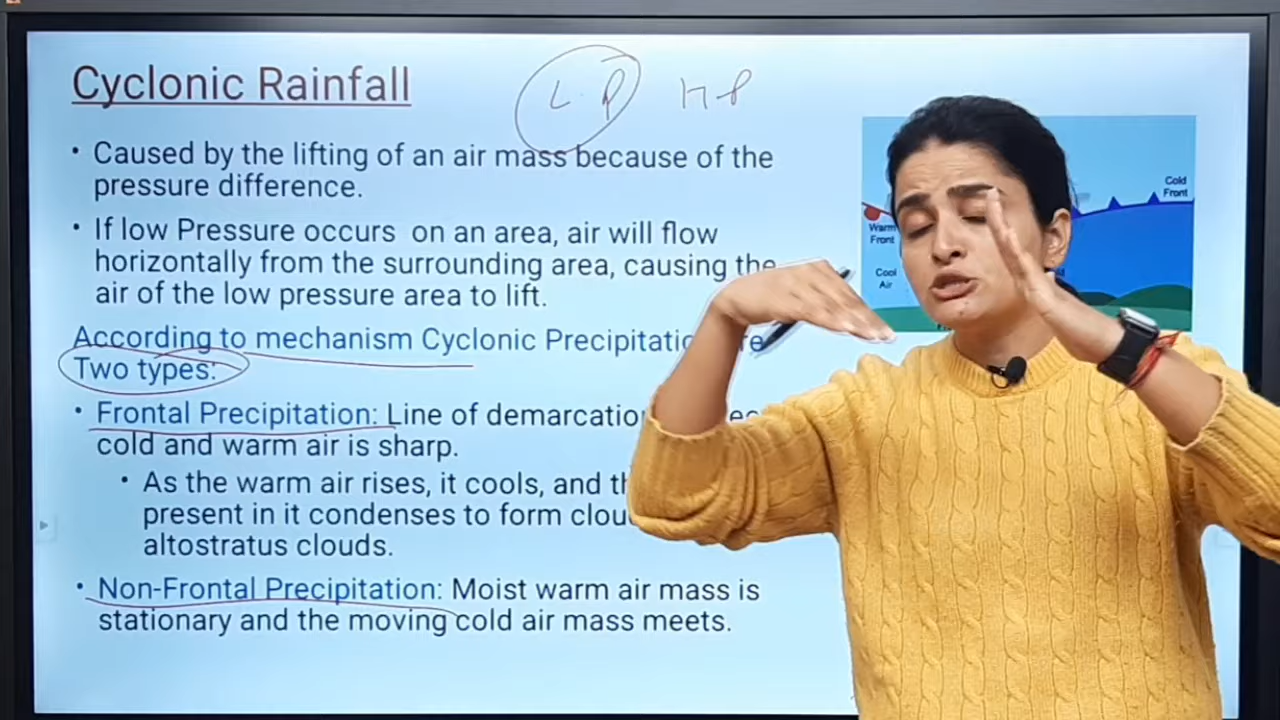 Cyclonic Rainfall
L.P HP
• Caused by the lifting of an air mass because of the
pressure difference.
• If low Pressure occurs on an area, air will flow
horizontally from the surrounding area, causing the
air of the low pressure area to lift.
According to mechanism Cyclonic Precipitatio
Two types:
• Frontal Precipitation: Line of demarcation
cold and warm air is sharp.
• As the warm air rises, it cools, and
present in it condenses to form
altostratus clouds.
• Non-Frontal Precipitation: Moist warm air mass is
stationary and the moving cold air mass meets.
Cold
Front
Warm
Front
Cool
Air